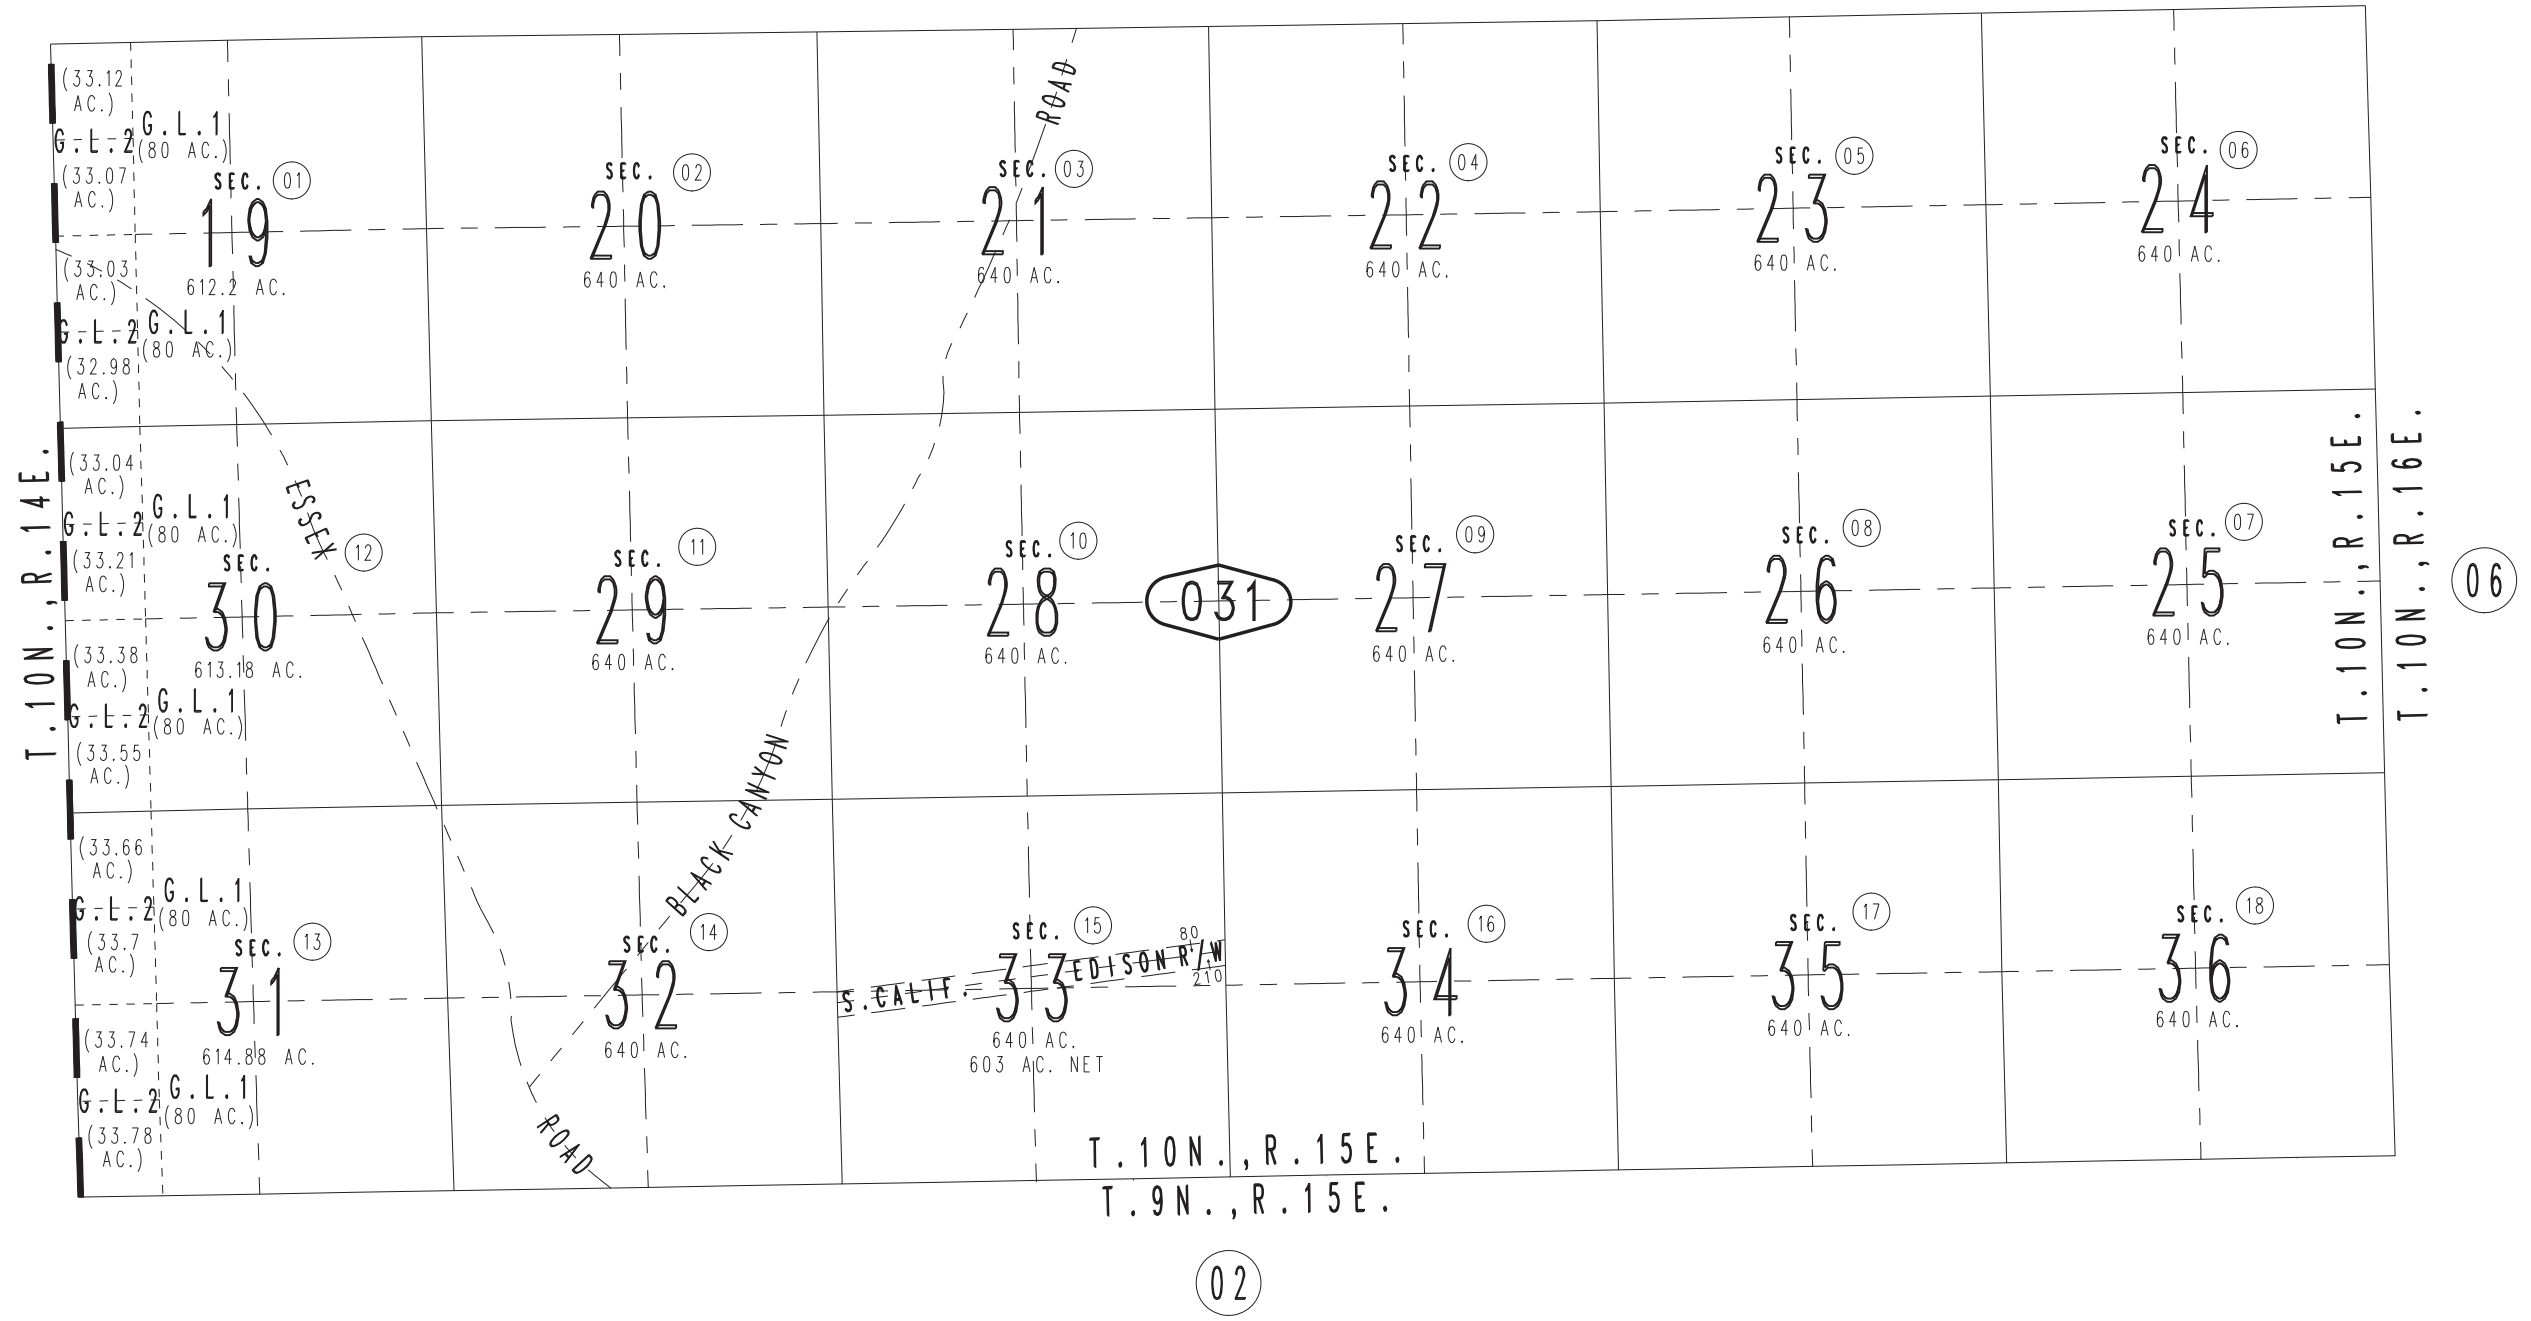 (33.12
AC.)
G.L.2
(33.07
AC.)
G.L.1
(80 AC.)
SEC. 01
19
612.2 AC.
(33.03
AC.)
G.L.2
(32.98
AC.)
G.L.1
(80 AC.)
SEC. 02
20
640 AC.
ROAD
SEC. 03
21
640 AC.
SEC. 04
22
640 AC.
SEC. 05
23
640 AC.
SEC. 06
24
640 AC.
T.10N.,R.14E.
(33.04
AC.)
G.L.2
(33.21
AC.)
G.L.1
(80 AC.)
SEC. 12
30
613.18 AC.
(33.38
AC.)
G.L.2
(33.55
AC.)
G.L.1
(80 AC.)
ESSEX
SEC. 11
29
640 AC.
BLACK CANYON
SEC. 10
28
640 AC.
031
SEC. 09
27
640 AC.
SEC. 08
26
640 AC.
SEC. 07
25
640 AC.
T.10N.,R.15E.
T.10N.,R.16E.
06
(33.66
AC.)
G.L.2
(33.7
AC.)
G.L.1
(80 AC.)
SEC. 13
31
614.88 AC.
(33.74
AC.)
G.L.2
(33.78
AC.)
G.L.1
(80 AC.)
SEC. 14
32
640 AC.
ROAD
SEC. 15
33
640 AC.
603 AC. NET
S.CALIF. EDISON R/W
80
210
SEC. 16
34
640 AC.
SEC. 17
35
640 AC.
SEC. 18
36
640 AC.
T.10N.,R.15E.
T.9N.,R.15E.
02